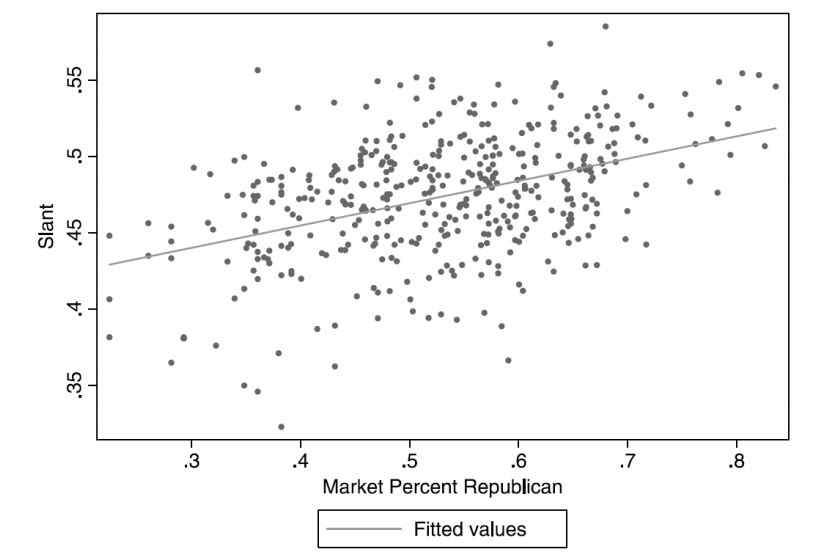 .55
.5
.45
.4
.35
Slant
.3 .4 .5 .6 .7 .8
Market Percent Republican
Fitted values